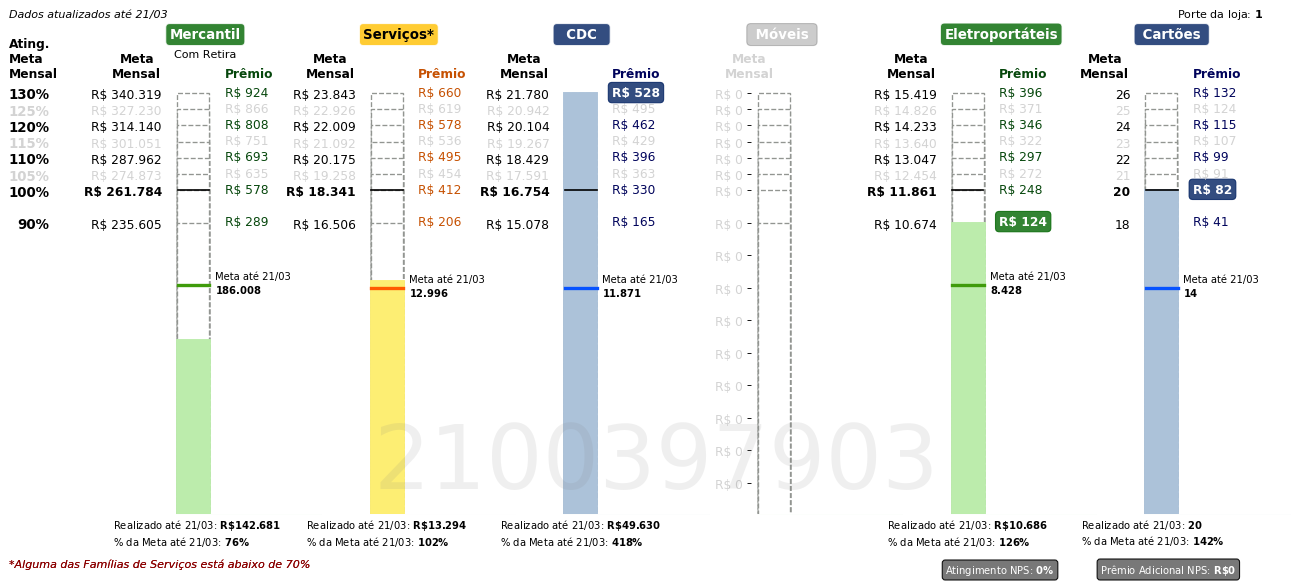 Dados atualizados até 21/03
Porte da loja: 1
Mercantil Serviços* CDC Móveis Eletroportáteis Cartões
Com Retira
Ating. Meta Mensal
Meta Mensal Prêmio Meta Mensal Prêmio Meta Mensal Prêmio Meta Mensal Meta Mensal Prêmio Meta Mensal Prêmio
130% R$ 340.319 R$ 924 R$ 23.843 R$ 660 R$ 21.780 R$ 528 R$ 0 R$ 15.419 R$ 396 26 R$ 132
125% R$ 327.230 R$ 866 R$ 22.926 R$ 619 R$ 20.942 R$ 495 R$ 0 R$ 14.826 R$ 371 25 R$ 124
120% R$ 314.140 R$ 808 R$ 22.009 R$ 578 R$ 20.104 R$ 462 R$ 0 R$ 14.233 R$ 346 24 R$ 115
115% R$ 301.051 R$ 751 R$ 21.092 R$ 536 R$ 19.267 R$ 429 R$ 0 R$ 13.640 R$ 322 23 R$ 107
110% R$ 287.962 R$ 693 R$ 20.175 R$ 495 R$ 18.429 R$ 396 R$ 0 R$ 13.047 R$ 297 22 R$ 99
105% R$ 274.873 R$ 635 R$ 19.258 R$ 454 R$ 17.591 R$ 363 R$ 0 R$ 12.454 R$ 272 21 R$ 91
100% R$ 261.784 R$ 578 R$ 18.341 R$ 412 R$ 16.754 R$ 330 R$ 0 R$ 11.861 R$ 248 20 R$ 82
90% R$ 235.605 R$ 289 R$ 16.506 R$ 206 R$ 15.078 R$ 165 R$ 0 R$ 10.674 R$ 124 18 R$ 41
R$ 0
Meta até 21/03 Meta até 21/03 Meta até 21/03 Meta até 21/03 Meta até 21/03
186.008 12.996 11.871 R$ 0 8.428 14
R$ 0
R$ 0
R$ 0
R$ 0
R$ 0
2100397903
R$ 0
Realizado até 21/03: R$142.681 Realizado até 21/03: R$13.294 Realizado até 21/03: R$49.630 Realizado até 21/03: R$10.686 Realizado até 21/03: 20
% da Meta até 21/03: 76% % da Meta até 21/03: 102% % da Meta até 21/03: 418% % da Meta até 21/03: 126% % da Meta até 21/03: 142%
*Alguma das Famílias de Serviços está abaixo de 70%
Atingimento NPS: 0% Prêmio Adicional NPS: R$0